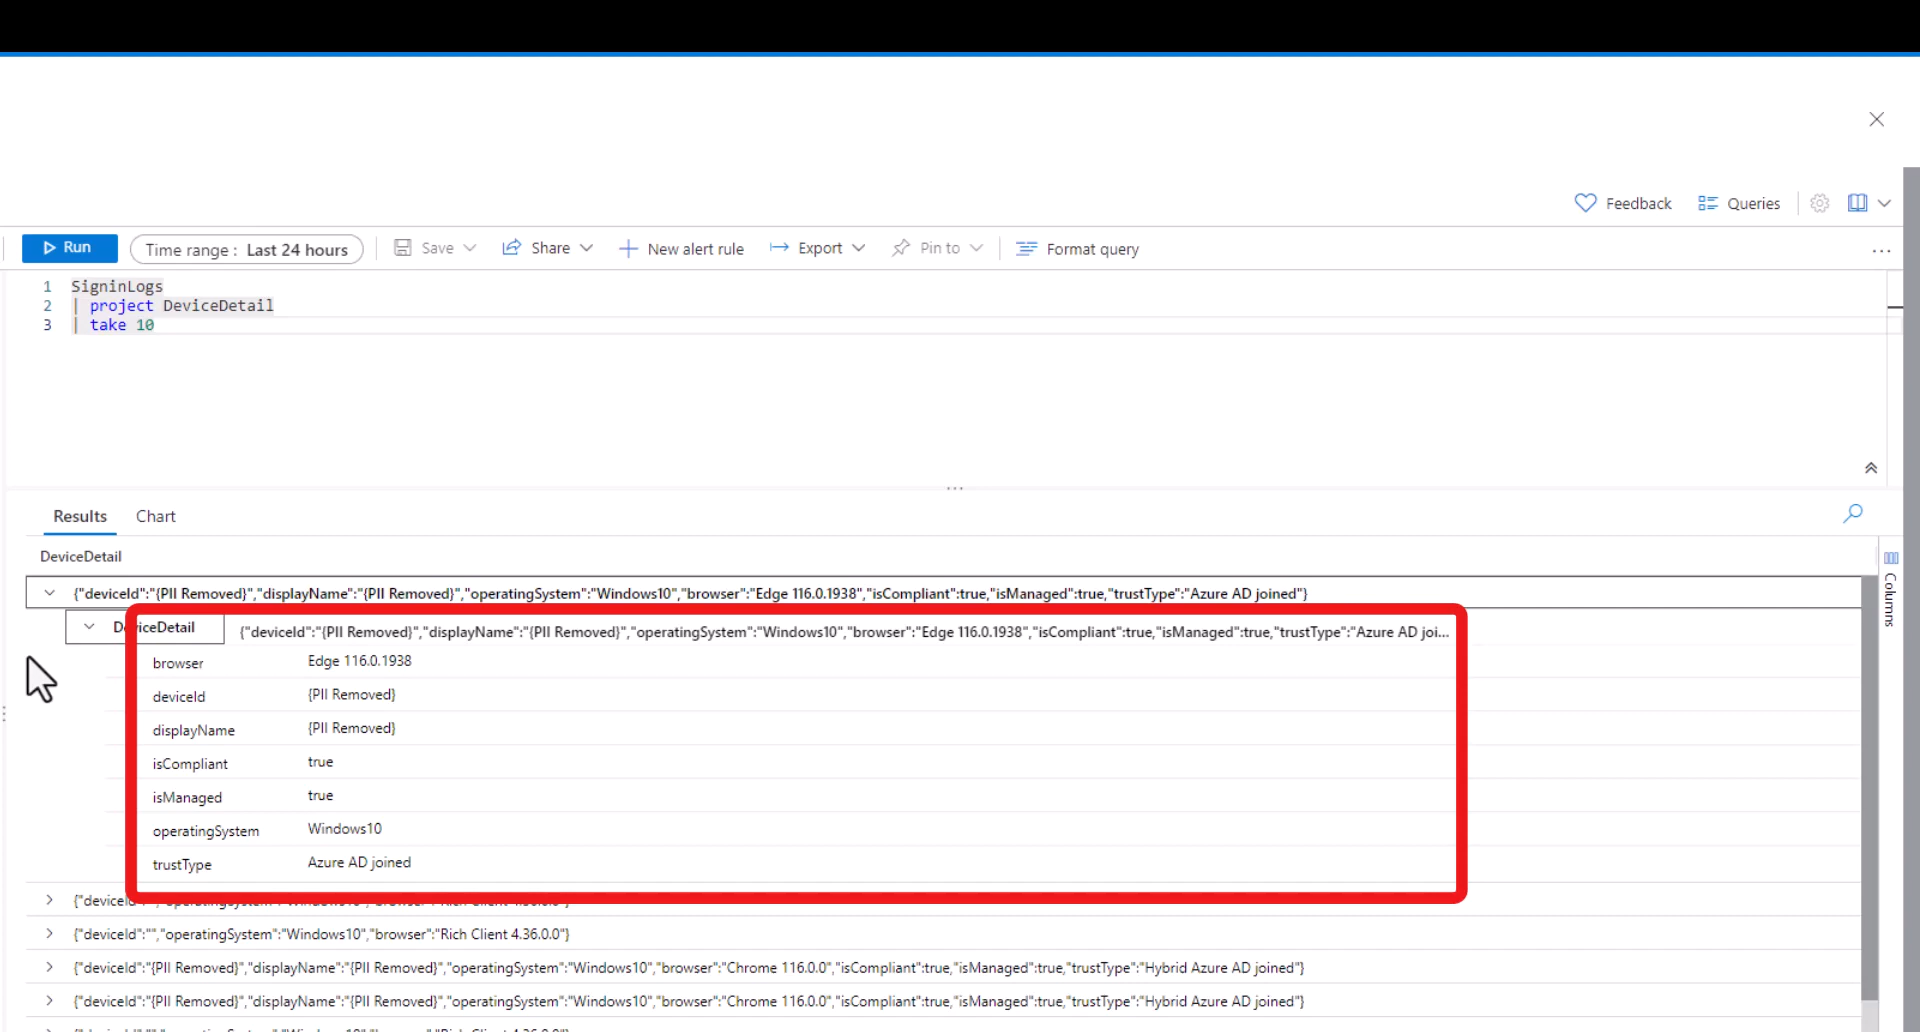 Feedback
Queries
Run
Time range : Last 24 hours
Save
Share
New alert rule
Export
Pin to
Format query
1 SigninLogs
2 | project DeviceDetail
3 | take 10
Results
Chart
DeviceDetail
Columns
{"deviceId":"{PII Removed}","displayName":"{PII Removed}","operatingSystem":"Windows10","browser":"Edge 116.0.1938","isCompliant":true,"isManaged":true,"trustType":"Azure AD joined"}
DeviceDetail {"deviceId":"{PII Removed}","displayName":"{PII Removed}","operatingSystem":"Windows10","browser":"Edge 116.0.1938","isCompliant":true,"isManaged":true,"trustType":"Azure AD joi...
browser Edge 116.0.1938
deviceId {PII Removed}
displayName {PII Removed}
isCompliant true
isManaged true
operatingSystem Windows10
trustType Azure AD joined
{"deviceId
{"deviceId":"","operatingSystem":"Windows10","browser":"Rich Client 4.36.0.0"}
{"deviceId":"{PII Removed}","displayName":"{PII Removed}","operatingSystem":"Windows10","browser":"Chrome 116.0.0","isCompliant":true,"isManaged":true,"trustType":"Hybrid Azure AD joined"}
{"deviceId":"{PII Removed}","displayName":"{PII Removed}","operatingSystem":"Windows10","browser":"Chrome 116.0.0","isCompliant":true,"isManaged":true,"trustType":"Hybrid Azure AD joined"}